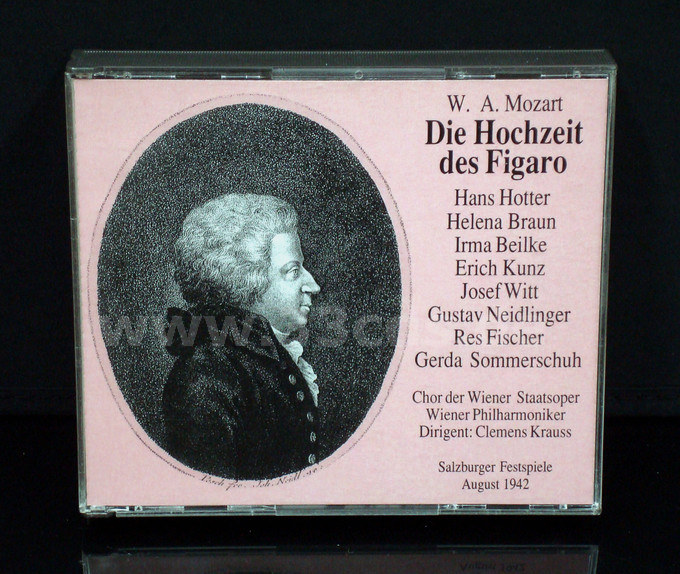 W. A. Mozart
Die Hochzeit
des Figaro
Hans Hotter
Helena Braun
Irma Beilke
Erich Kunz
Josef Witt
Gustav Neidlinger
Res Fischer
Gerda Sommerschuh
Chor der Wiener Staatsoper
Wiener Philharmoniker
Dirigent: Clemens Krauss
Salzburger Festspiele
August 1942